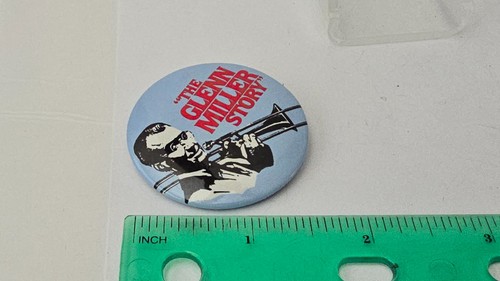 "THE
GLENN
MILLER
STORY"
INCH 1 2 3